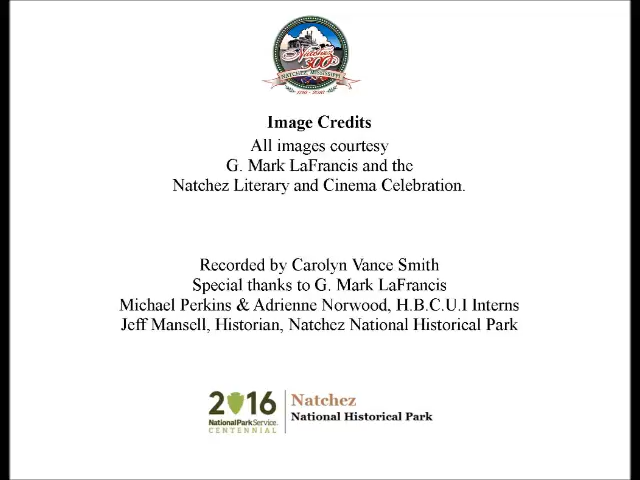 Natchez
300
NATCHEZ, MISSISSIPPI
Image Credits
All images courtesy
G. Mark LaFrancis and the
Natchez Literary and Cinema Celebration.
Recorded by Carolyn Vance Smith
Special thanks to G. Mark LaFrancis
Michael Perkins & Adrienne Norwood, H.B.C.U.I Interns
Jeff Mansell, Historian, Natchez National Historical Park
2016
National Park Service
CENTENNIAL
Natchez
National Historical Park